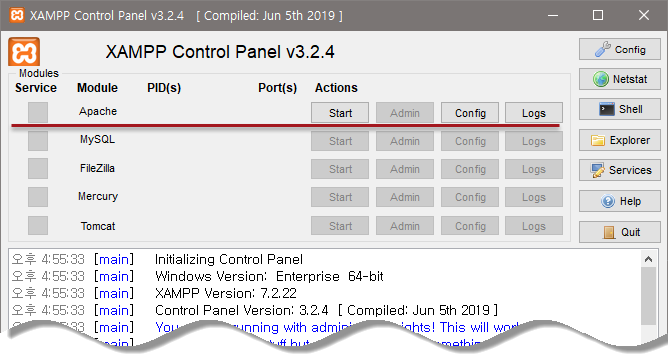 XAMPP Control Panel v3.2.4 [ Compiled: Jun 5th 2019 ]
XAMPP Control Panel v3.2.4
Config
Modules
Service Module PID(s) Port(s) Actions
Netstat
Apache Start Admin Config Logs
Shell
MySQL Start Admin Config Logs
Explorer
FileZilla Start Admin Config Logs
Services
Mercury Start Admin Config Logs
Help
Tomcat Start Admin Config Logs
Quit
오후 4:55:33 [main] Initializing Control Panel
오후 4:55:33 [main] Windows Version: Enterprise 64-bit
오후 4:55:33 [main] XAMPP Version: 7.2.22
오후 4:55:33 [main] Control Panel Version: 3.2.4 [ Compiled: Jun 5th 2019 ]
오후 4:55:33 [main] You running with admin rights! This will